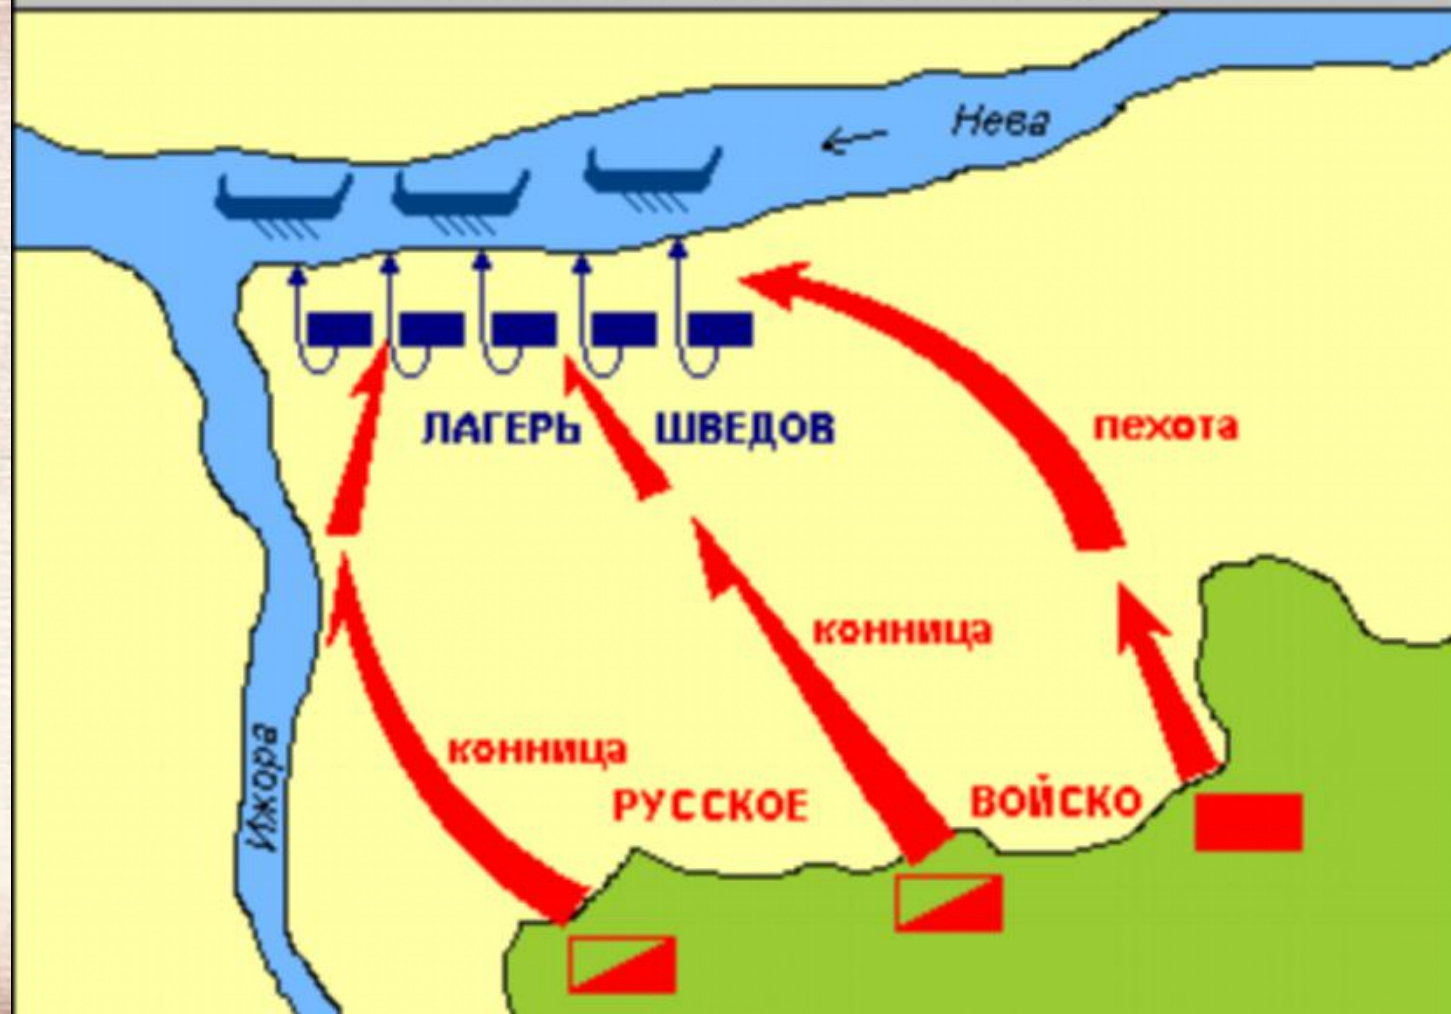 Нева
ЛАГЕРЬ ШВЕДОВ
пехота
конница
конница
РУССКОЕ ВОЙСКО
Ижора